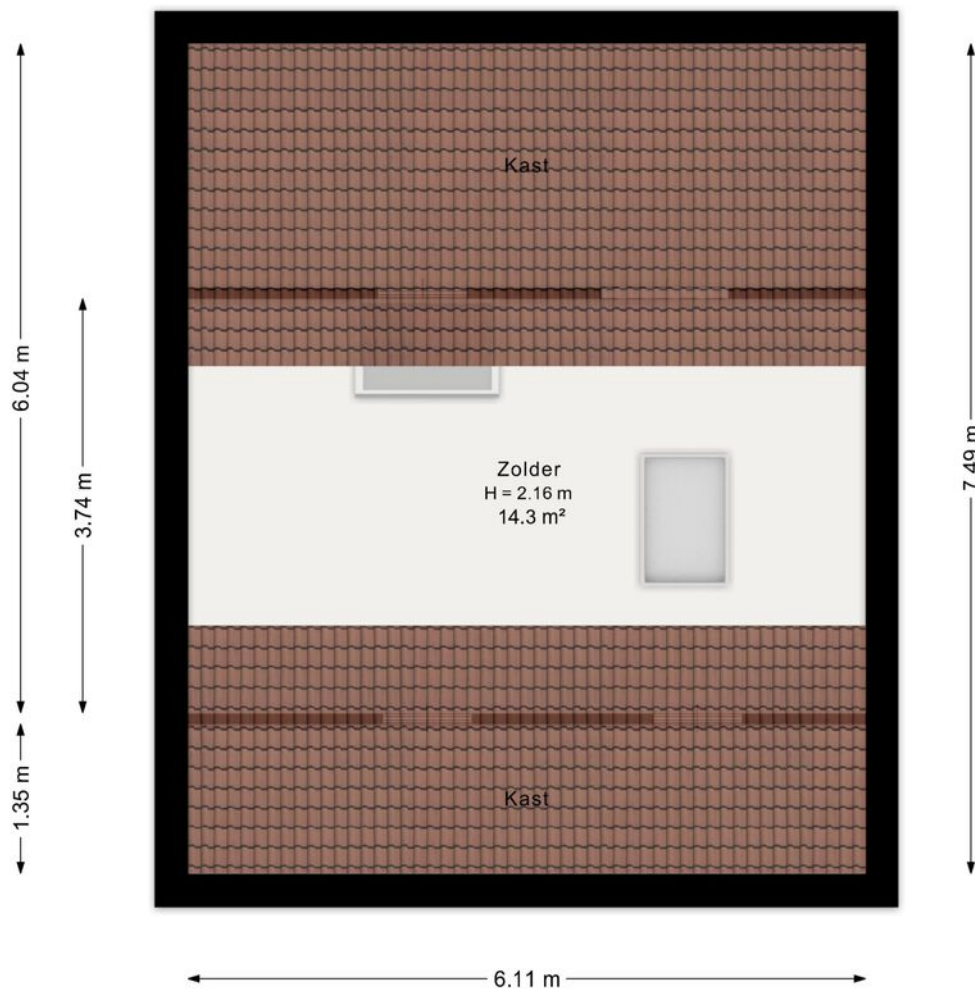 Kast
6.04 m
3.74 m
7.49 m
Zolder
H = 2.16 m
14.3 m²
1.35 m
Kast
6.11 m